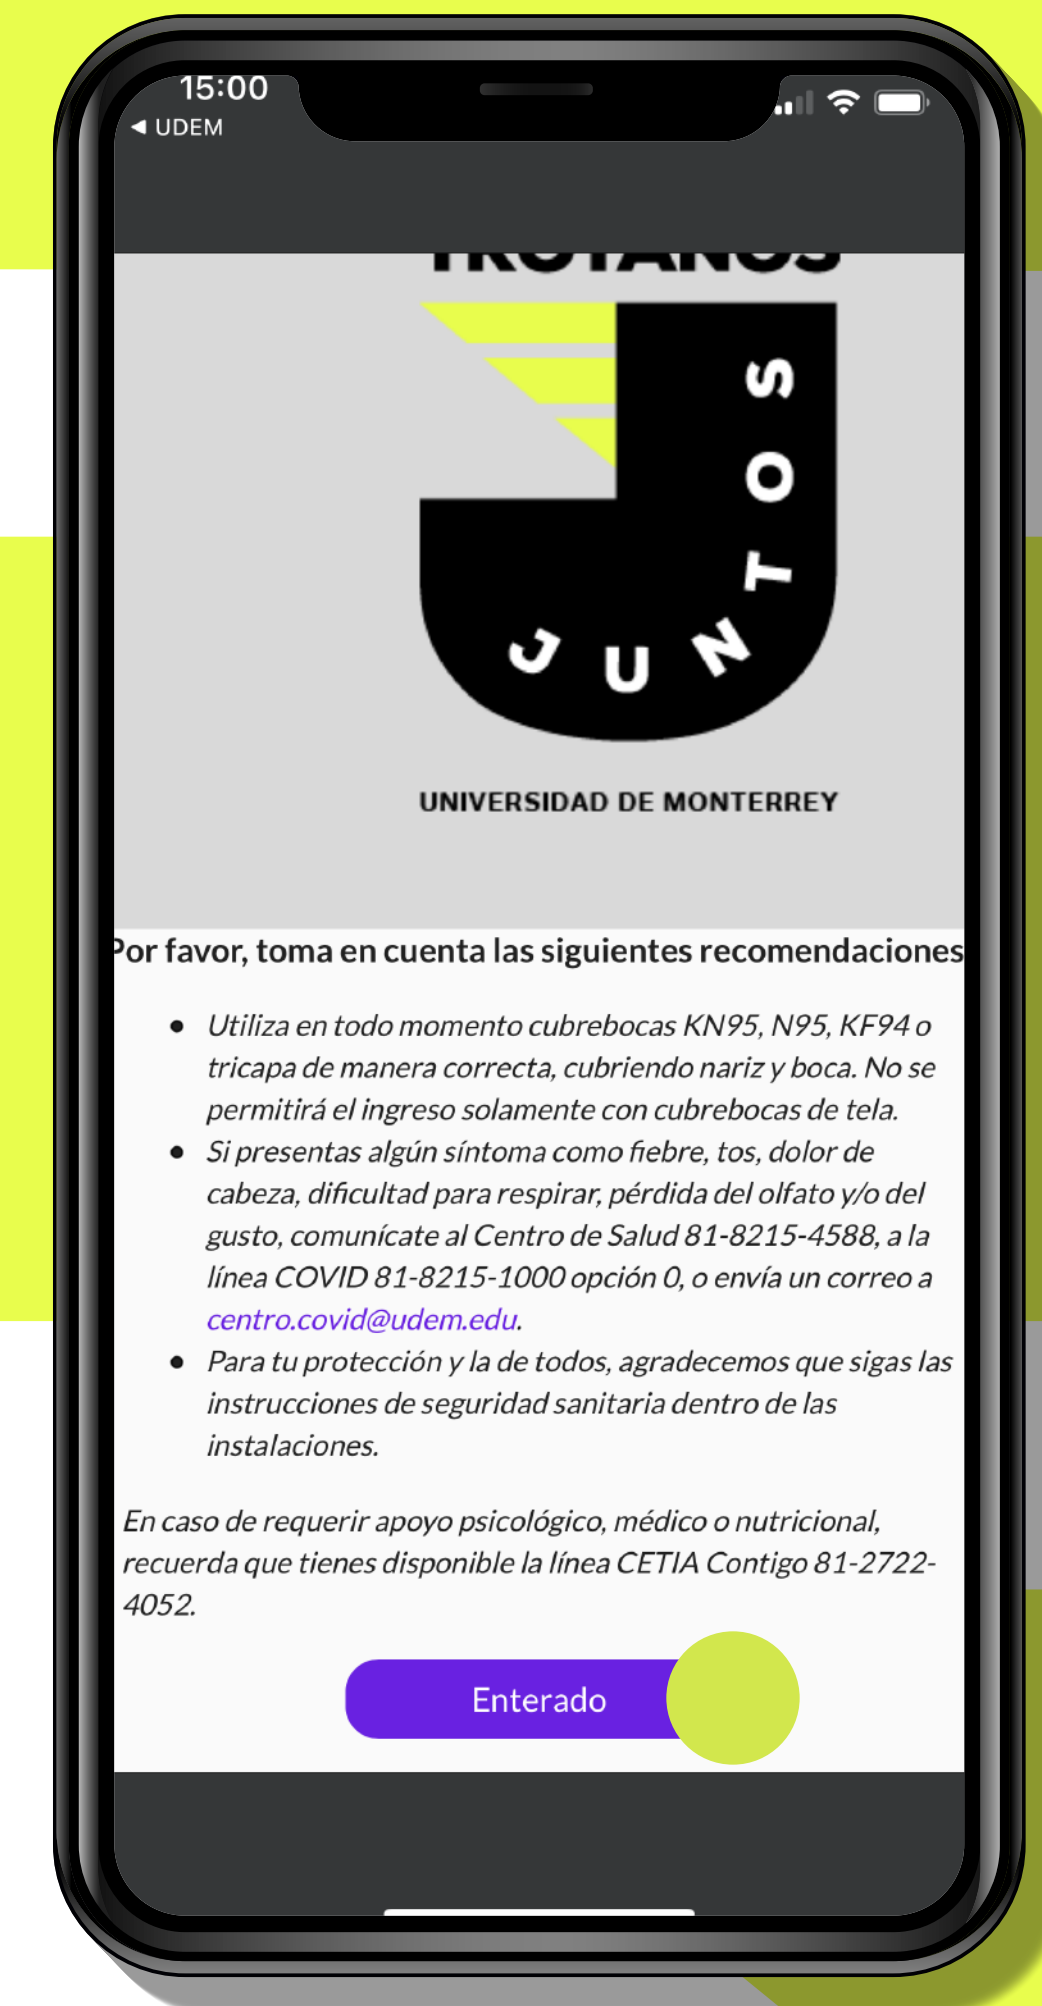 15:00
◀ UDEM
TROYANOS
JUNTOS
UNIVERSIDAD DE MONTERREY
Por favor, toma en cuenta las siguientes recomendaciones
• Utiliza en todo momento cubrebocas KN95, N95, KF94 o
tricapa de manera correcta, cubriendo nariz y boca. No se
permitirá el ingreso solamente con cubrebocas de tela.
• Si presentas algún síntoma como fiebre, tos, dolor de
cabeza, dificultad para respirar, pérdida del olfato y/o del
gusto, comunícate al Centro de Salud 81-8215-4588, a la
línea COVID 81-8215-1000 opción 0, o envía un correo a
centro.covid@udem.edu.
• Para tu protección y la de todos, agradecemos que sigas las
instrucciones de seguridad sanitaria dentro de las
instalaciones.
En caso de requerir apoyo psicológico, médico o nutricional,
recuerda que tienes disponible la línea CETIA Contigo 81-2722-
4052.
Enterado